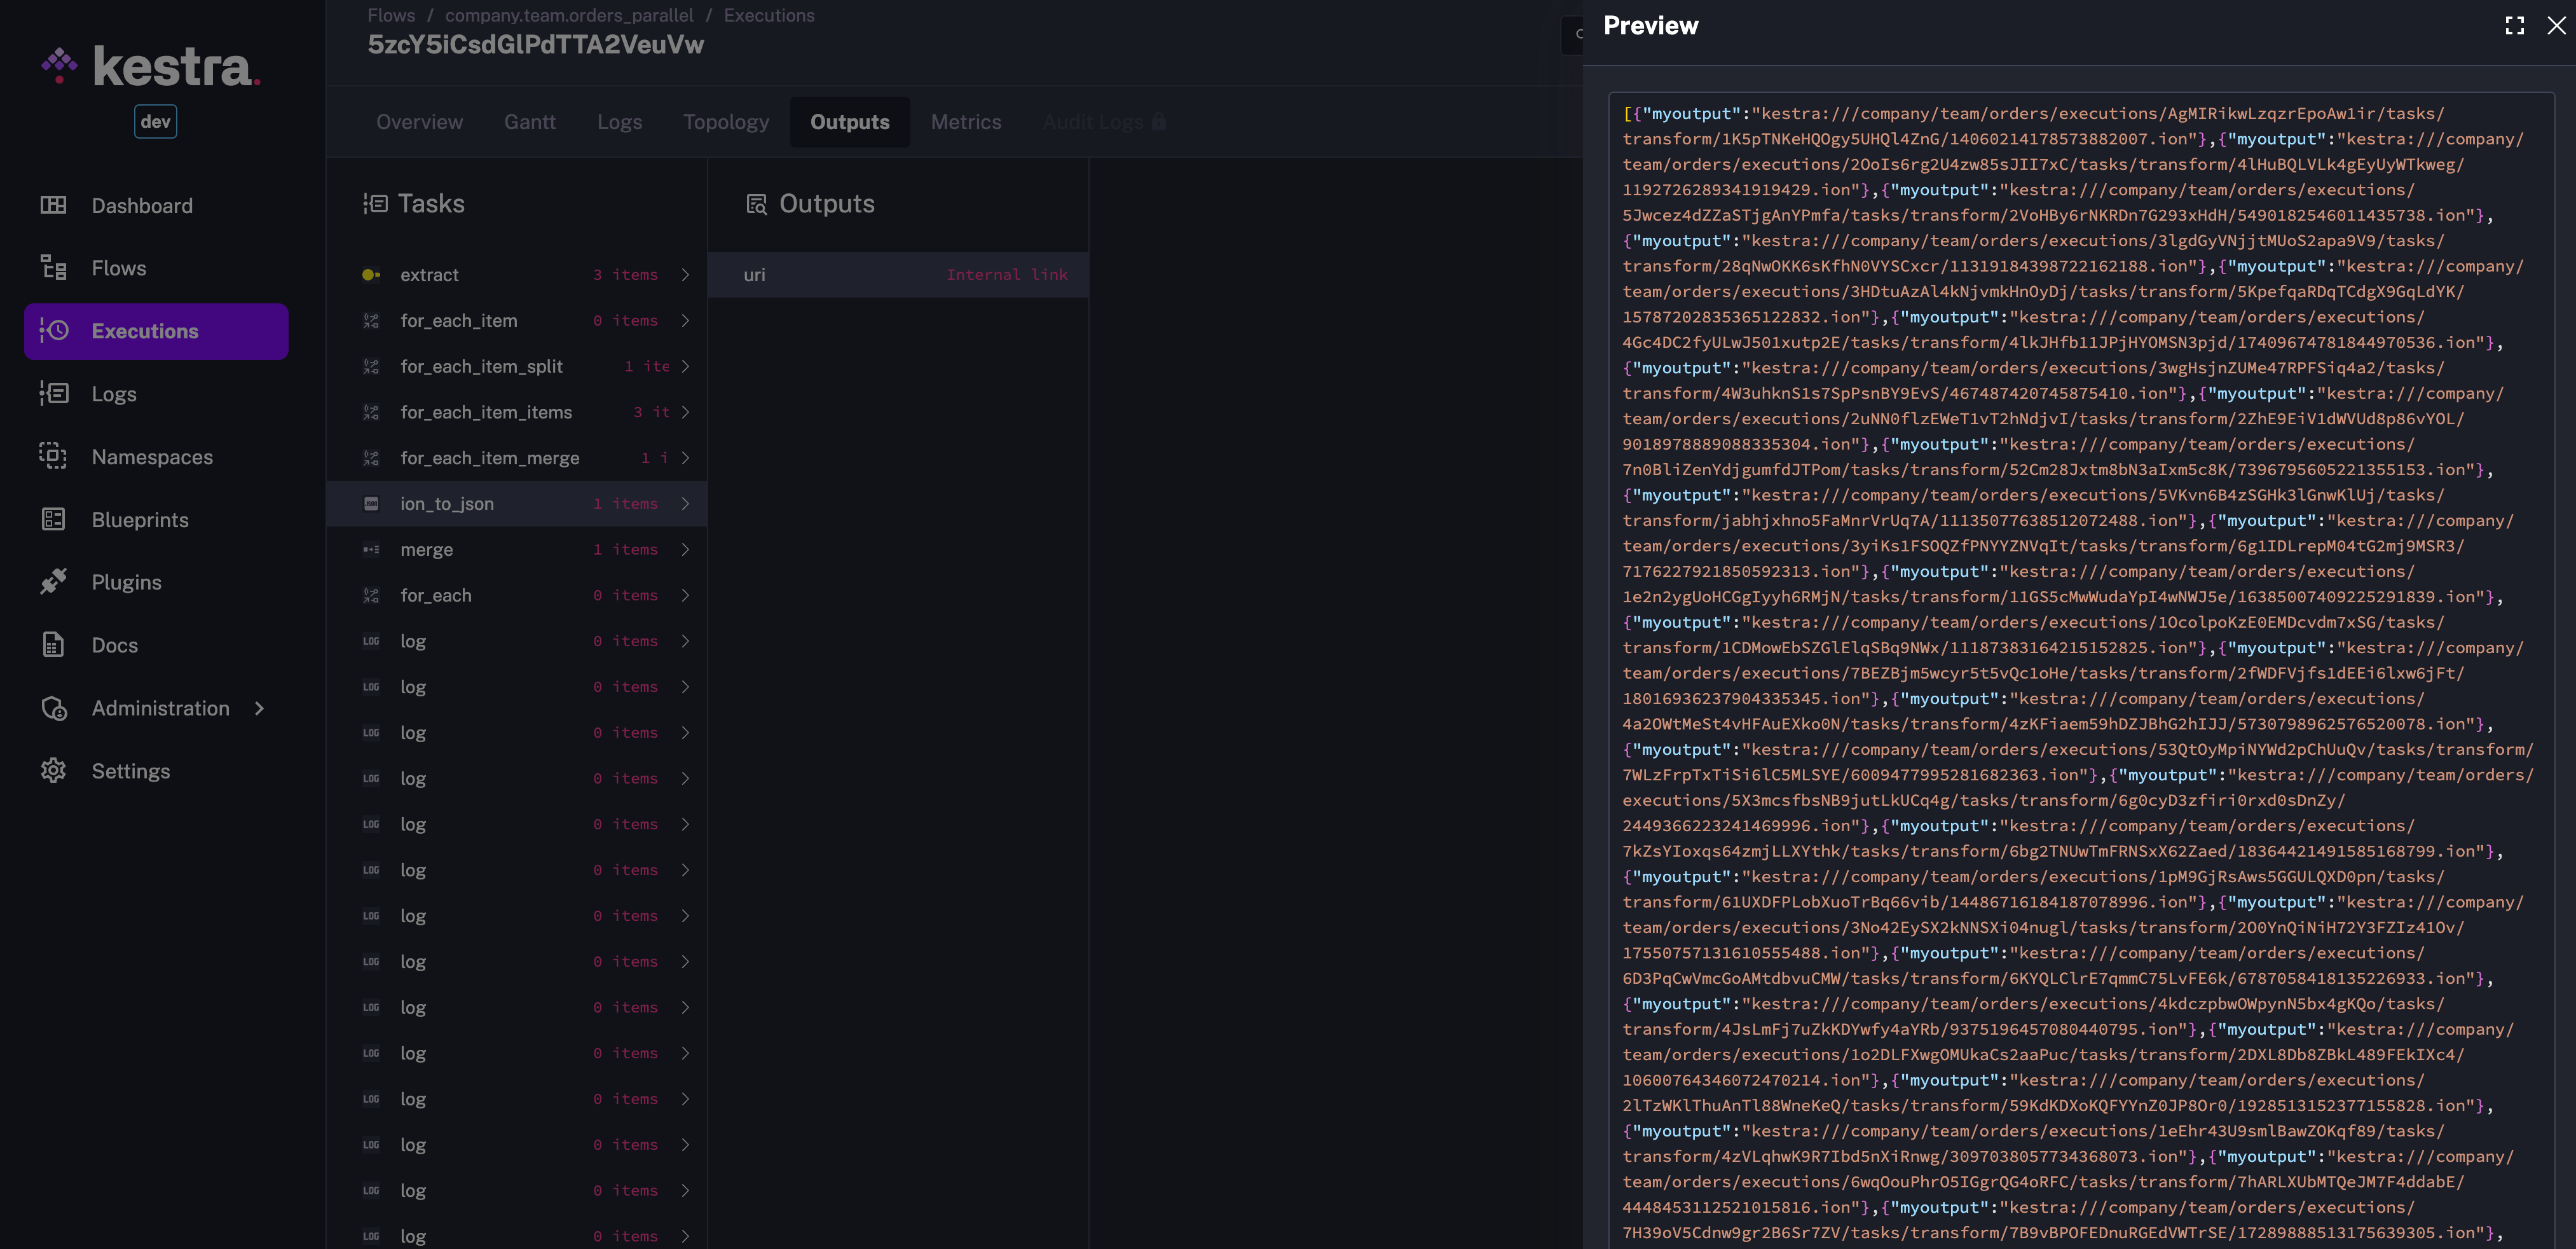 Flows / company.team.orders_parallel / Executions
5zcY5iCsdGlPdTTA2VeuVw
kestra.
dev
Dashboard
Flows
Executions
Logs
Namespaces
Blueprints
Plugins
Docs
Administration
Settings
Overview Gantt Logs Topology Outputs Metrics Audit Logs
Tasks
extract 3 items
for_each_item 0 items
for_each_item_split 1 ite
for_each_item_items 3 it
for_each_item_merge 1 i
ion_to_json 1 items
merge 1 items
for_each 0 items
LOG log 0 items
LOG log 0 items
LOG log 0 items
LOG log 0 items
LOG log 0 items
LOG log 0 items
LOG log 0 items
LOG log 0 items
LOG log 0 items
LOG log 0 items
LOG log 0 items
LOG log 0 items
LOG log 0 items
LOG log 0 items
Outputs
uri Internal link
Preview
[{"myoutput":"kestra:///company/team/orders/executions/AgMIRikwLzqzrEpoAw1ir/tasks/
transform/1K5pTNKeHQOgy5UHQl4ZnG/14060214178573882007.ion"},{"myoutput":"kestra:///company/
team/orders/executions/2OoIs6rg2U4zw85sJII7xC/tasks/transform/4lHuBQLVLk4gEyUyWTkweg/
1192726289341919429.ion"},{"myoutput":"kestra:///company/team/orders/executions/
5Jwcez4dZZaSTjgAnYPmfa/tasks/transform/2VoHBy6rNKRDn7G293xHdH/5490182546011435738.ion"},
{"myoutput":"kestra:///company/team/orders/executions/3lgdGyVNjjtMUoS2apa9V9/tasks/
transform/28qNwOKK6sKfhN0VYSCxcr/11319184398722162188.ion"},{"myoutput":"kestra:///company/
team/orders/executions/3HDtuAzAl4kNjvmkHnOyDj/tasks/transform/5KpefqaRDqTCdgX9GqLdYK/
15787202835365122832.ion"},{"myoutput":"kestra:///company/team/orders/executions/
4Gc4DC2fyULwJ501xutp2E/tasks/transform/4lkJHfb11JPjHYOMSN3pjd/17409674781844970536.ion"},
{"myoutput":"kestra:///company/team/orders/executions/3wgHsjnZUMe47RPFSiq4a2/tasks/
transform/4W3uhknS1s7SpPsnBY9EvS/467487420745875410.ion"},{"myoutput":"kestra:///company/
team/orders/executions/2uNN0flzEWeT1vT2hNdjvI/tasks/transform/2ZhE9EiV1dWVUd8p86vYOL/
9018978889088335304.ion"},{"myoutput":"kestra:///company/team/orders/executions/
7n0BliZenYdjgumfdJTPom/tasks/transform/52Cm28Jxtm8bN3aIxm5c8K/7396795605221355153.ion"},
{"myoutput":"kestra:///company/team/orders/executions/5VKvn6B4zSGHk3lGnwKlUj/tasks/
transform/jabhjxhno5FaMnrVrUq7A/11135077638512072488.ion"},{"myoutput":"kestra:///company/
team/orders/executions/3yiKs1FSOQZfPNYYZNVqIt/tasks/transform/6g1IDLrepM04tG2mj9MSR3/
7176227921850592313.ion"},{"myoutput":"kestra:///company/team/orders/executions/
1e2n2ygUoHCGgIyyh6RMjN/tasks/transform/11GS5cMwWudaYpI4wNWJ5e/16385007409225291839.ion"},
{"myoutput":"kestra:///company/team/orders/executions/1OcolpoKzE0EMDcvdm7xSG/tasks/
transform/1CDMowEbSZGlElqSBq9NWx/11187383164215152825.ion"},{"myoutput":"kestra:///company/
team/orders/executions/7BEZBjm5wcyr5t5vQc1oHe/tasks/transform/2fWDFVjfs1dEEi6lxw6jFt/
18016936237904335345.ion"},{"myoutput":"kestra:///company/team/orders/executions/
4a2OWtMeSt4vHFAuEXko0N/tasks/transform/4zKFiaem59hDZJBhG2hIJJ/5730798962576520078.ion"},
{"myoutput":"kestra:///company/team/orders/executions/53QtOyMpiNYWd2pChUuQv/tasks/transform/
7WLzFrpTxTiSi6lC5MLSYE/6009477995281682363.ion"},{"myoutput":"kestra:///company/team/orders/
executions/5X3mcsfbsNB9jutLkUCq4g/tasks/transform/6g0cyD3zfiri0rxd0sDnZy/
2449366223241469996.ion"},{"myoutput":"kestra:///company/team/orders/executions/
7kZsYIoxqs64zmjLLXYthk/tasks/transform/6bg2TNUwTmFRNSxX62Zaed/18364421491585168799.ion"},
{"myoutput":"kestra:///company/team/orders/executions/1pM9GjRsAws5GGULQXD0pn/tasks/
transform/61UXDFPLobXuoTrBq66vib/14486716184187078996.ion"},{"myoutput":"kestra:///company/
team/orders/executions/3No42EySX2kNNSXi04nugl/tasks/transform/2O0YnQiNiH72Y3FZIz41Ov/
17550757131610555488.ion"},{"myoutput":"kestra:///company/team/orders/executions/
6D3PqCwVmcGoAMtdbvuCMW/tasks/transform/6KYQLClrE7qmmC75LvFE6k/6787058418135226933.ion"},
{"myoutput":"kestra:///company/team/orders/executions/4kdczpbwOWpynN5bx4gKQo/tasks/
transform/4JsLmFj7uZkKDYwfy4aYRb/9375196457080440795.ion"},{"myoutput":"kestra:///company/
team/orders/executions/1o2DLFXwgOMUkaCs2aaPuc/tasks/transform/2DXL8Db8ZBkL489FEkIXc4/
10600764346072470214.ion"},{"myoutput":"kestra:///company/team/orders/executions/
2lTzWKlThuAnTl88WneKeQ/tasks/transform/59KdKDXoKQFYYnZ0JP8Or0/1928513152377155828.ion"},
{"myoutput":"kestra:///company/team/orders/executions/1eEhr43U9smlBawZOKqf89/tasks/
transform/4zVLqhwK9R7Ibd5nXiRnwg/3097038057734368073.ion"},{"myoutput":"kestra:///company/
team/orders/executions/6wqOouPhrO5IGgrQG4oRFC/tasks/transform/7hARLXUbMTQeJM7F4ddabE/
4448453112521015816.ion"},{"myoutput":"kestra:///company/team/orders/executions/
7H39oV5Cdnw9gr2B6Sr7ZV/tasks/transform/7B9vBPOFEDnuRGEdVWTrSE/17289888513175639305.ion"},